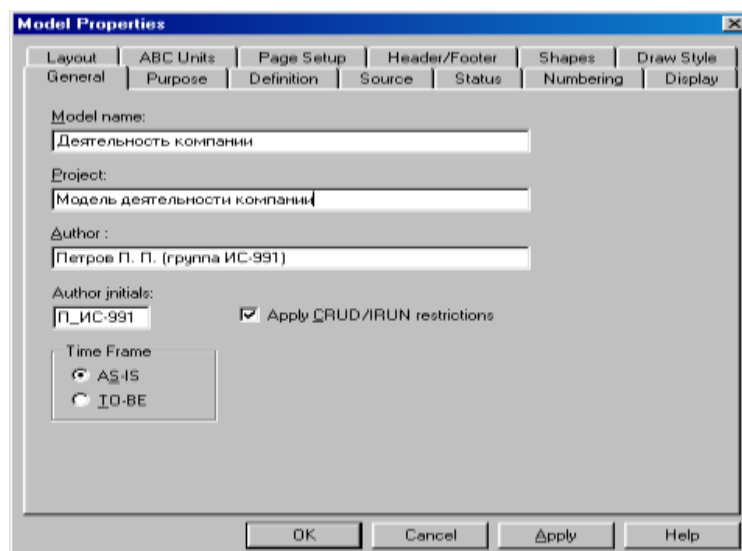 Model Properties
Layout ABC Units Page Setup Header/Footer Shapes Draw Style
General Purpose Definition Source Status Numbering Display
Model name:
Деятельность компании
Project:
Модель деятельности компании
Author :
Петров П. П. (группа ИС-991)
Author initials:
П_ИС-991 Apply CRUD/IRUN restrictions
Time Frame
AS-IS
TO-BE
OK Cancel Apply Help